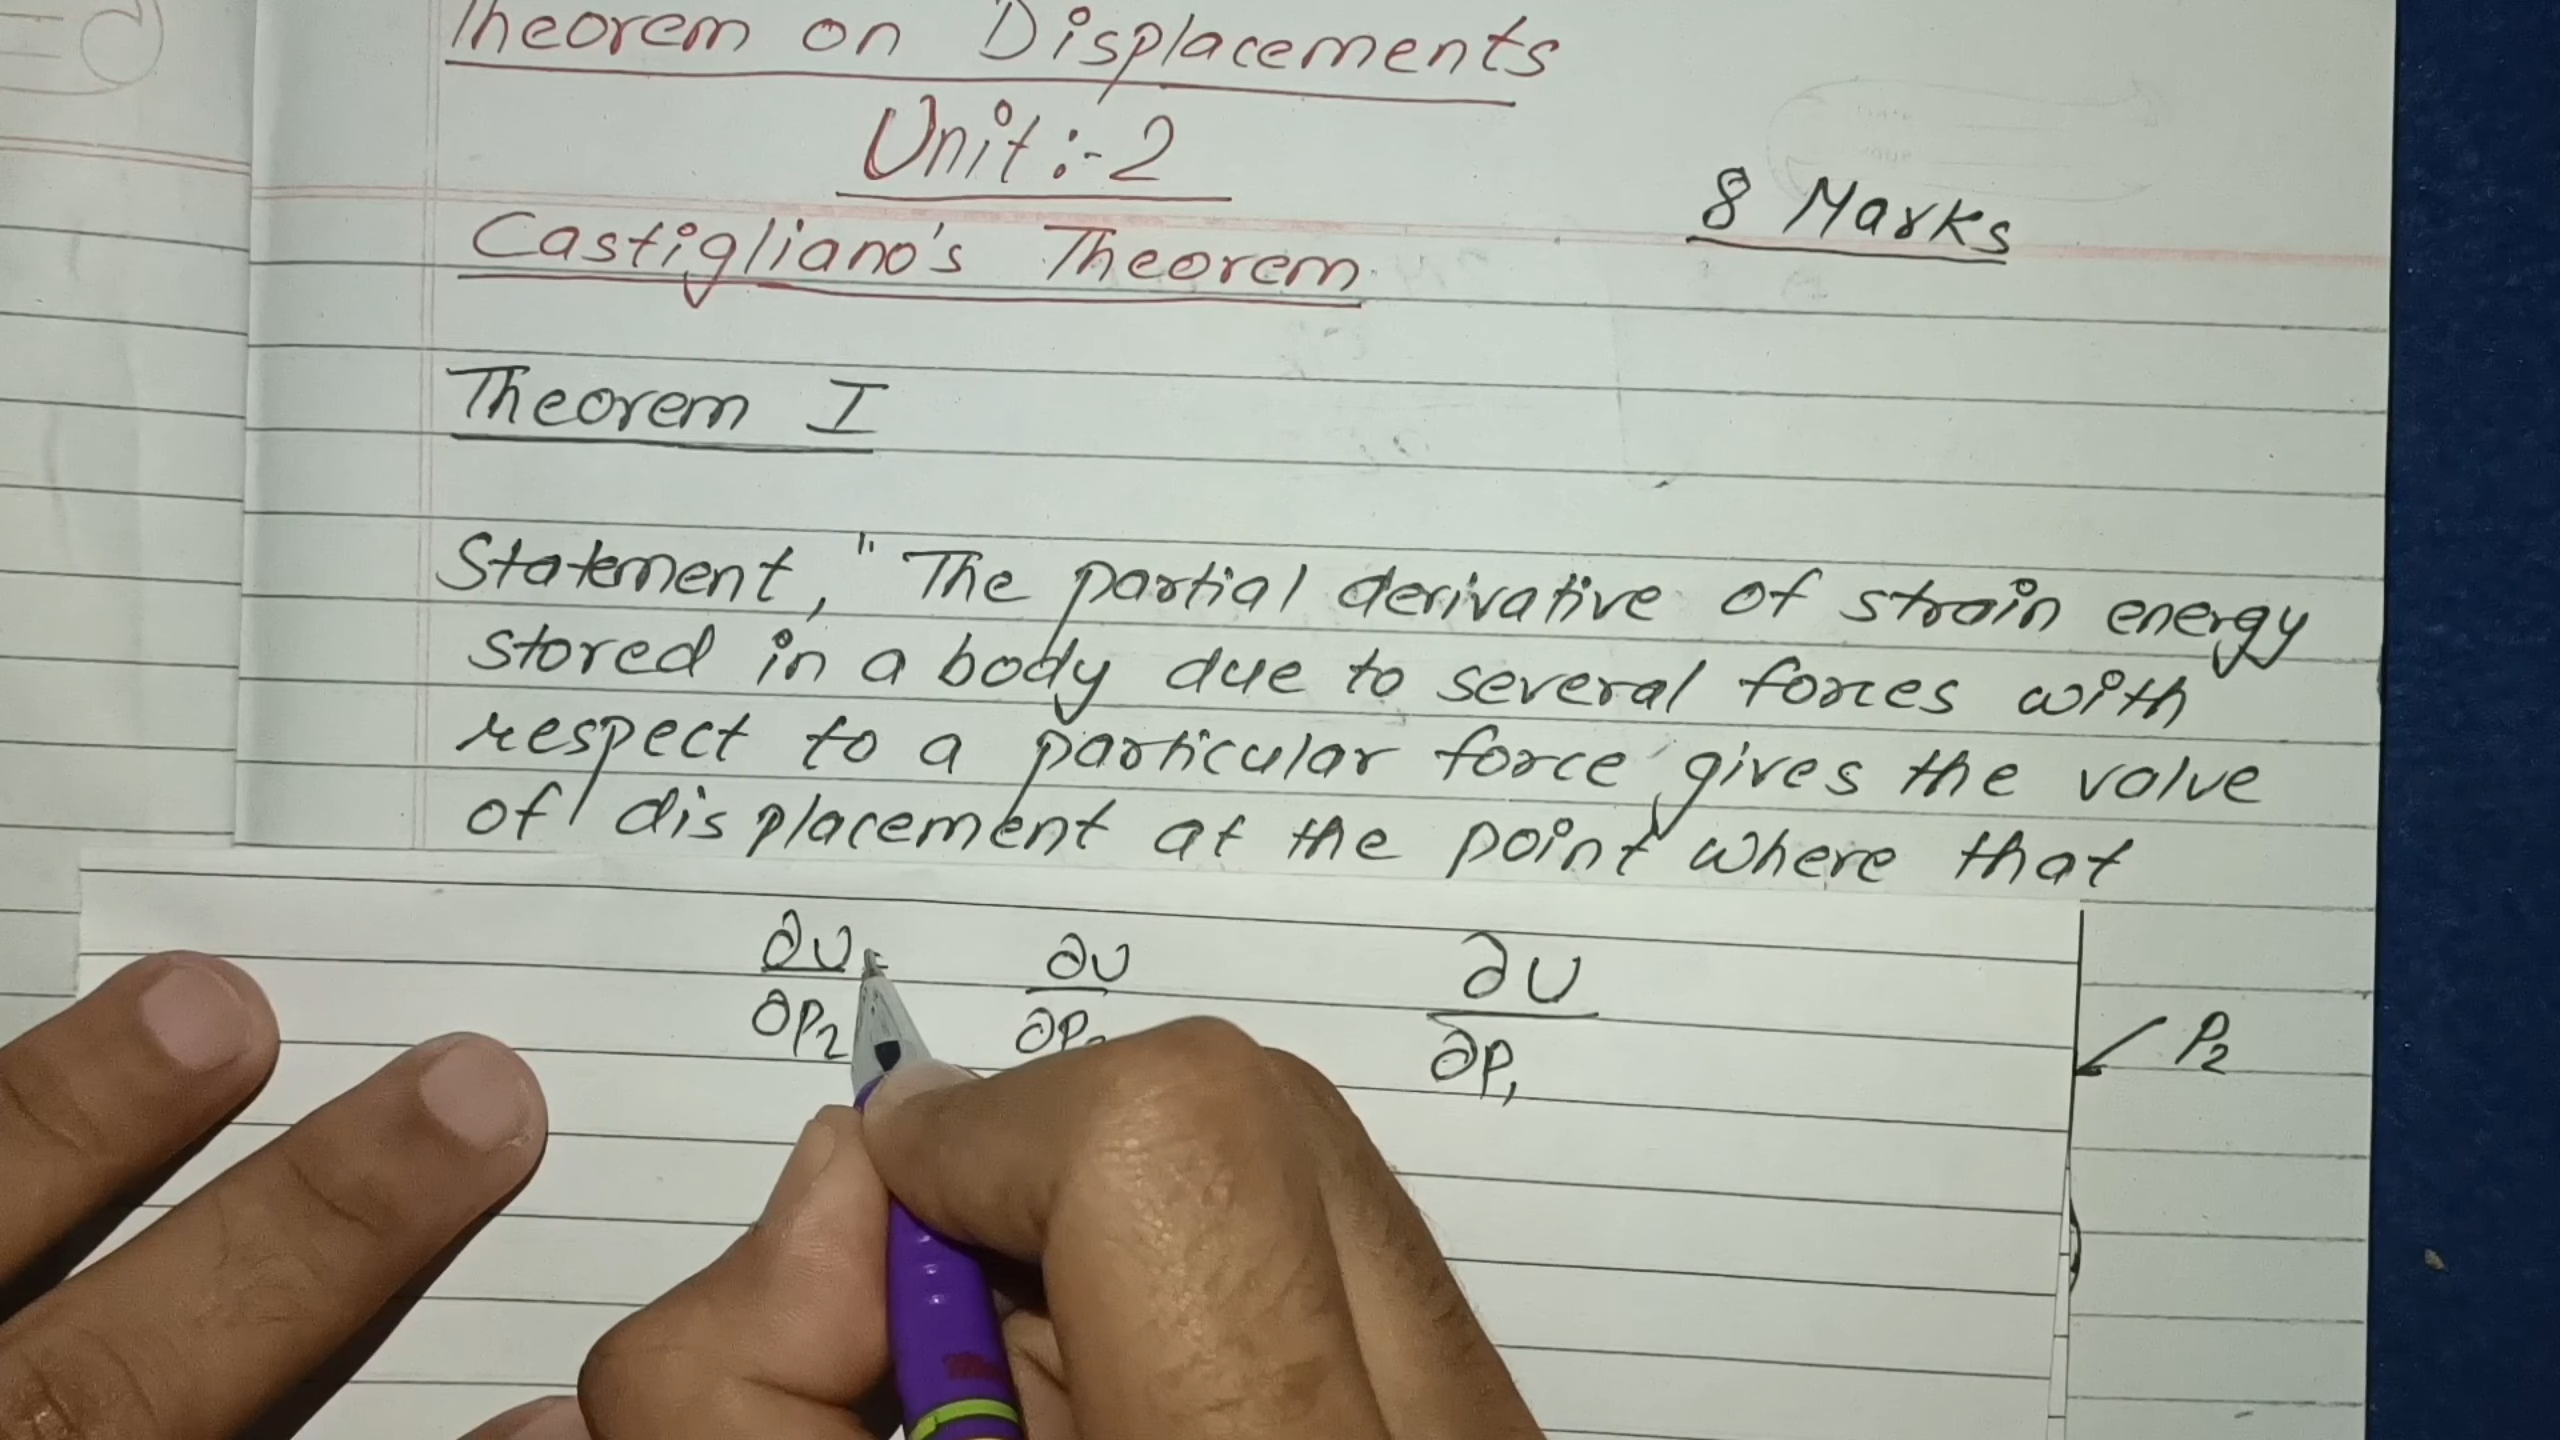 Theorem on Displacements
Unit :- 2
8 Marks
Castigliano's Theorem
Theorem I
Statement, "The partial derivative of strain energy
stored in a body due to several forces with
respect to a particular force gives the value
of displacement at the point where that
∂U = ∂U ∂U
∂P₂ ∂P ∂P₁
P₂